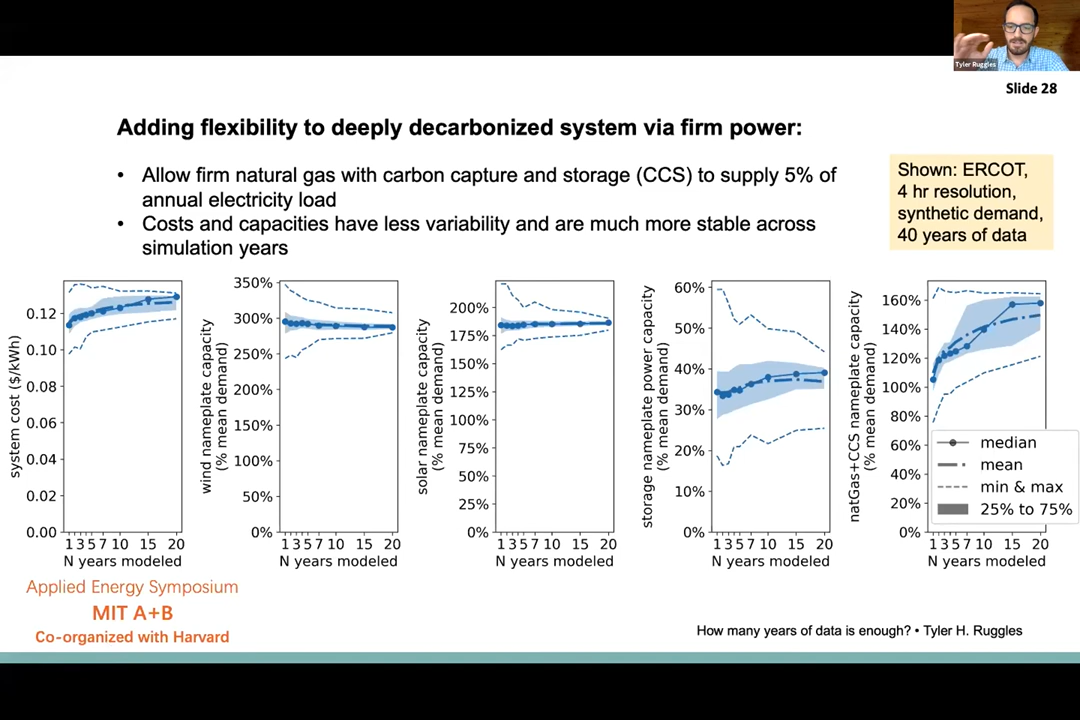 Tyler Ruggles
Slide 28
Adding flexibility to deeply decarbonized system via firm power:
• Allow firm natural gas with carbon capture and storage (CCS) to supply 5% of
annual electricity load
• Costs and capacities have less variability and are much more stable across
simulation years
Shown: ERCOT,
4 hr resolution,
synthetic demand,
40 years of data
system cost ($/kWh)
0.12
0.10
0.08
0.06
0.04
0.02
0.00
1 3 5 7 10 15 20
N years modeled
wind nameplate capacity
(% mean demand)
350%
300%
250%
200%
150%
100%
50%
0%
1 3 5 7 10 15 20
N years modeled
solar nameplate capacity
(% mean demand)
200%
175%
150%
125%
100%
75%
50%
25%
0%
1 3 5 7 10 15 20
N years modeled
storage nameplate power capacity
(% mean demand)
60%
50%
40%
30%
20%
10%
0%
1 3 5 7 10 15 20
N years modeled
natGas+CCS nameplate capacity
(% mean demand)
160%
140%
120%
100%
80%
60%
40%
20%
0%
1 3 5 7 10 15 20
N years modeled
median
mean
min & max
25% to 75%
Applied Energy Symposium
MIT A+B
Co-organized with Harvard
How many years of data is enough? • Tyler H. Ruggles